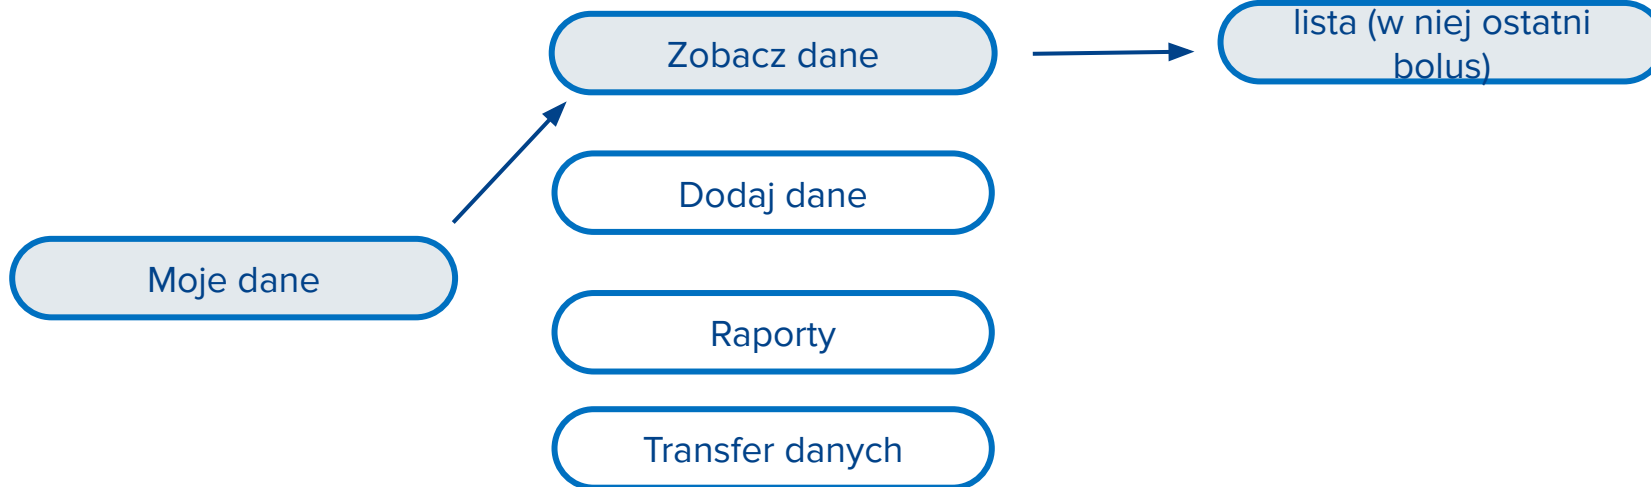 lista (w niej ostatni
bolus)
Zobacz dane
Dodaj dane
Moje dane
Raporty
Transfer danych